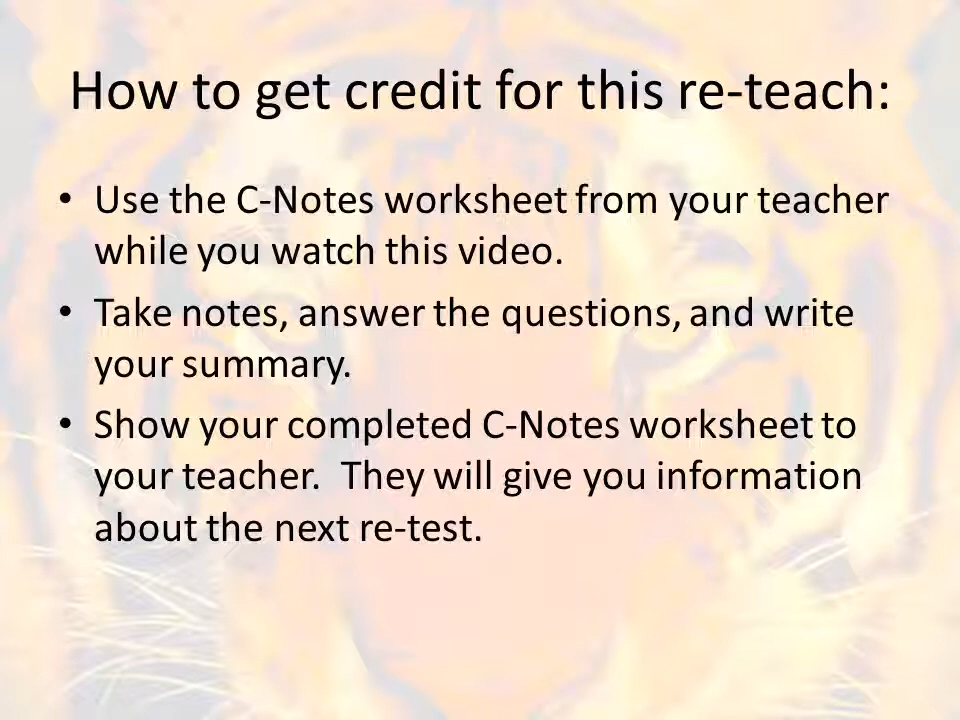 How to get credit for this re-teach:
• Use the C-Notes worksheet from your teacher
while you watch this video.
• Take notes, answer the questions, and write
your summary.
• Show your completed C-Notes worksheet to
your teacher.  They will give you information
about the next re-test.